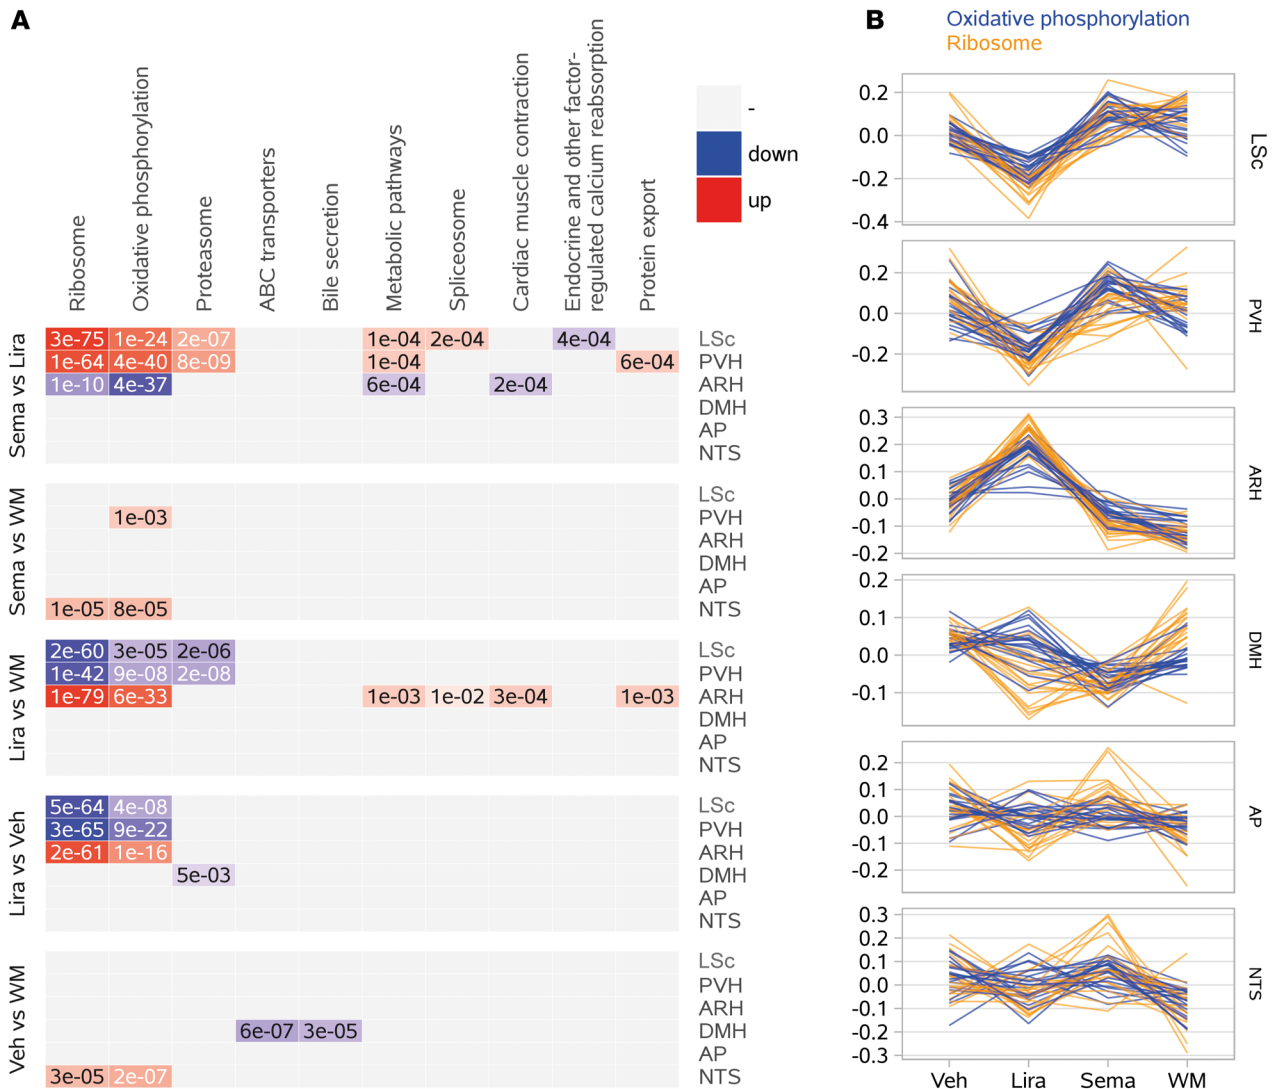 A
Ribosome
Oxidative phosphorylation
Proteasome
ABC transporters
Bile secretion
Metabolic pathways
Spliceosome
Cardiac muscle contraction
Endocrine and other factor-
regulated calcium reabsorption
Protein export
-
down
up
Sema vs Lira
3e-75 1e-24 2e-07 1e-04 2e-04 4e-04 LSc
1e-64 4e-40 8e-09 1e-04 6e-04 PVH
1e-10 4e-37 6e-04 2e-04 ARH
DMH
AP
NTS
Sema vs WM
LSc
1e-03 PVH
ARH
DMH
AP
1e-05 8e-05 NTS
Lira vs WM
2e-60 3e-05 2e-06 LSc
1e-42 9e-08 2e-08 PVH
1e-79 6e-33 1e-03 1e-02 3e-04 1e-03 ARH
DMH
AP
NTS
Lira vs Veh
5e-64 4e-08 LSc
3e-65 9e-22 PVH
2e-61 1e-16 ARH
5e-03 DMH
AP
NTS
Veh vs WM
LSc
PVH
ARH
6e-07 3e-05 DMH
AP
3e-05 2e-07 NTS
B
Oxidative phosphorylation
Ribosome
0.2
0.0
-0.2
-0.4
LSc
0.2
0.0
-0.2
PVH
0.3
0.2
0.1
0.0
-0.1
-0.2
ARH
0.2
0.1
0.0
-0.1
DMH
0.2
0.1
0.0
-0.1
-0.2
AP
0.3
0.2
0.1
0.0
-0.1
-0.2
-0.3
NTS
Veh Lira Sema WM